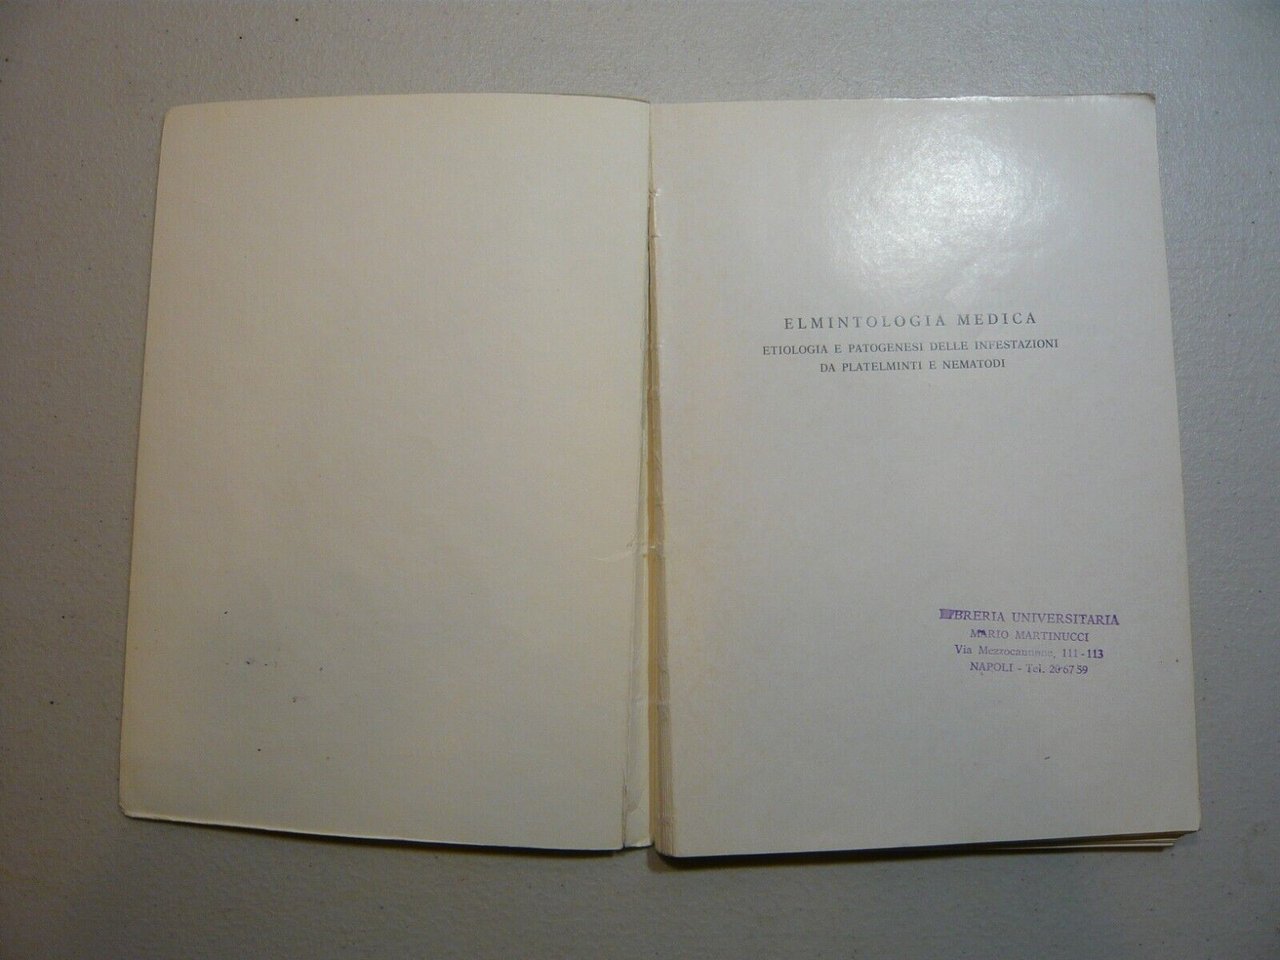 ELMINTOLOGIA MEDICA
ETIOLOGIA E PATOGENESI DELLE INFESTAZIONI
DA PLATELMINTI E NEMATODI
LIBRERIA UNIVERSITARIA
MARIO MARTINUCCI
Via Mezzocannone, 111-113
NAPOLI - Tel. 20 67 59